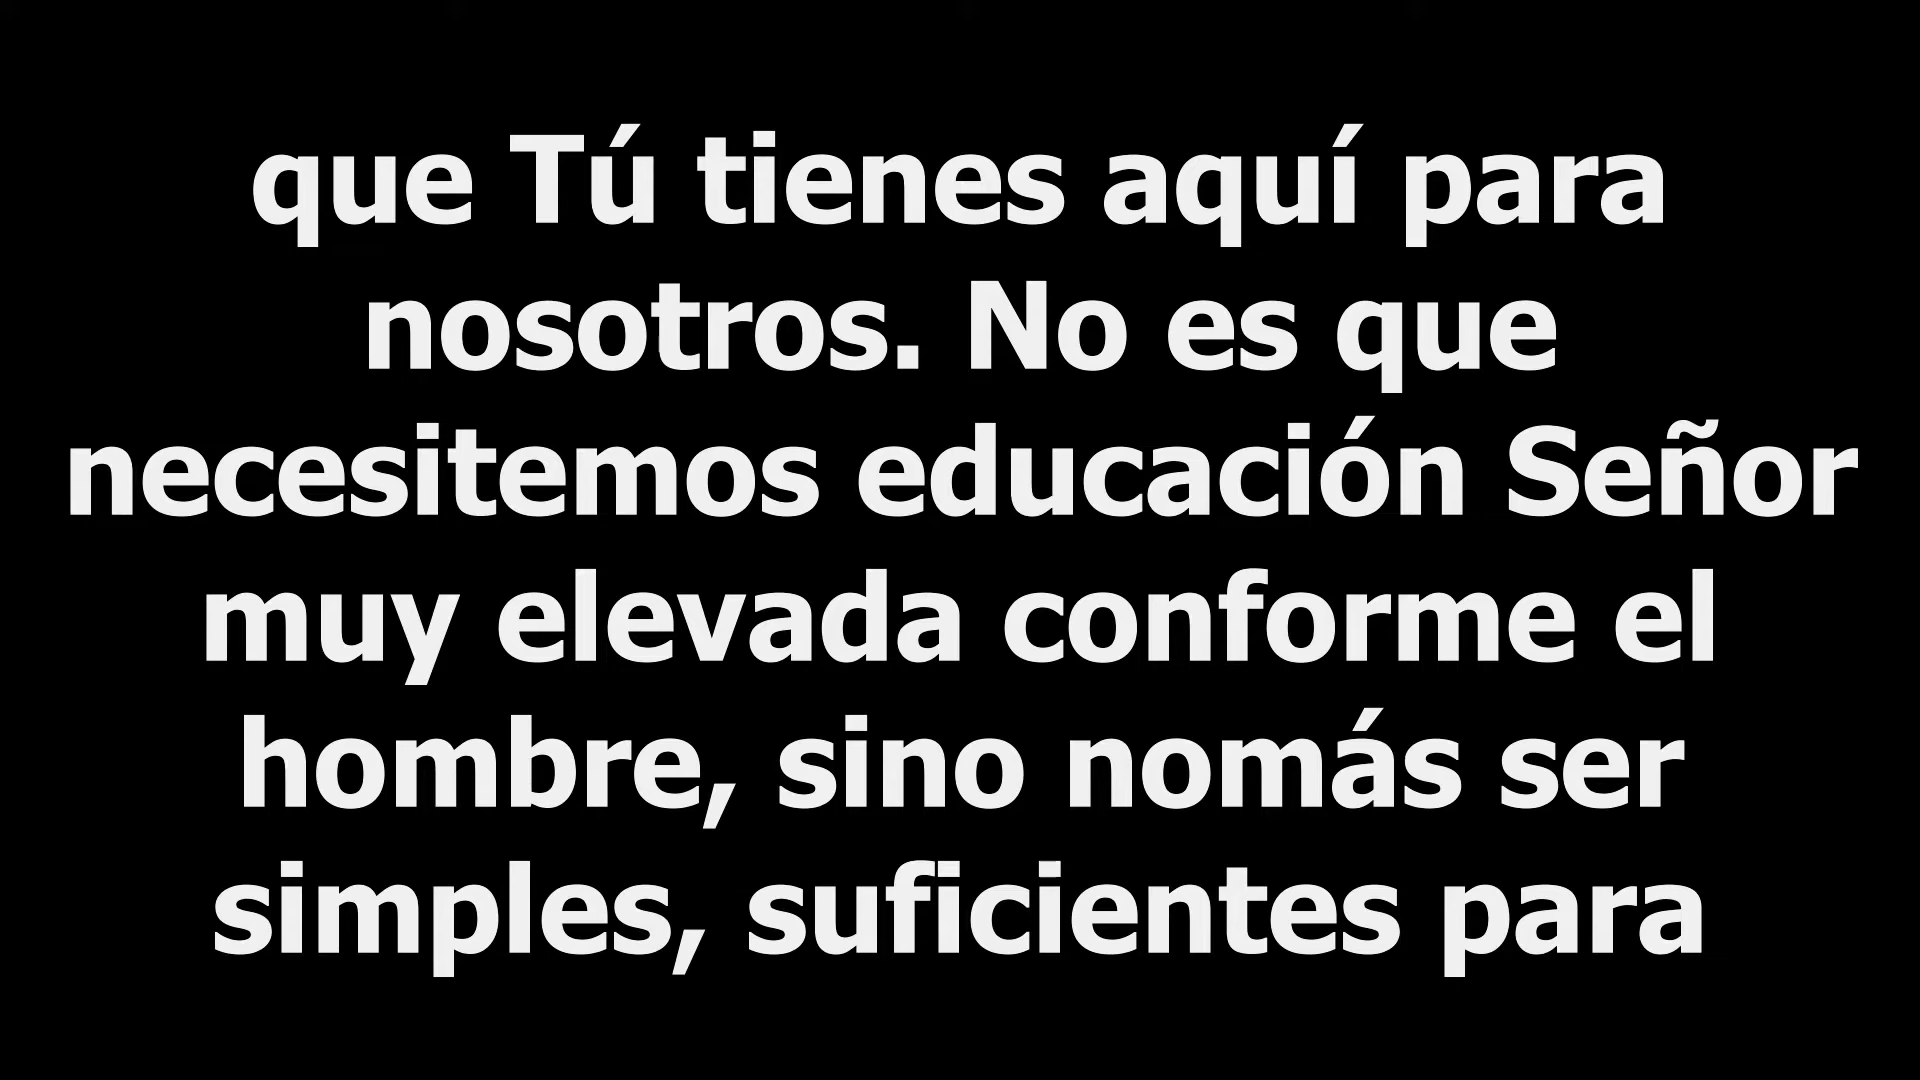 que Tú tienes aquí para
nosotros. No es que
necesitemos educación Señor
muy elevada conforme el
hombre, sino nomás ser
simples, suficientes para